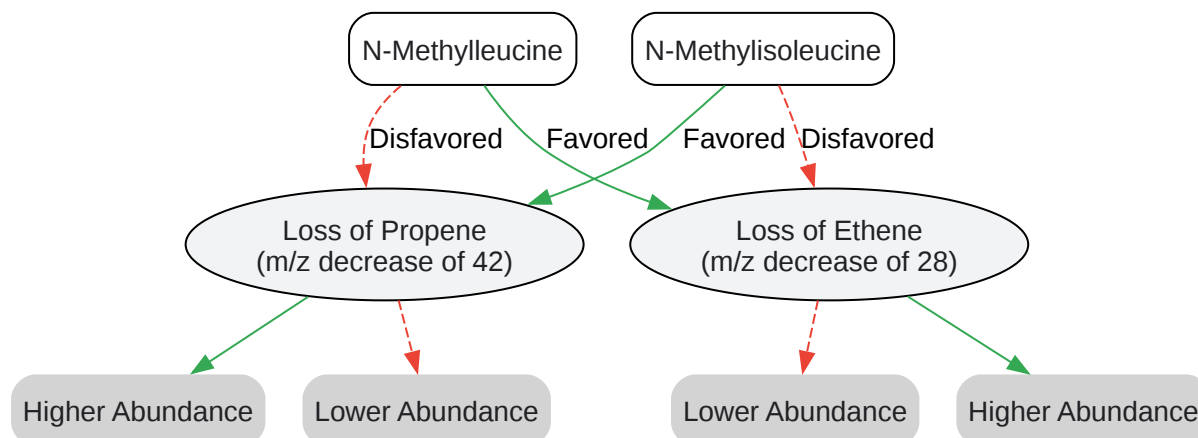 N-Methylleucine
N-Methylisoleucine
Disfavored
Favored
Favored
Disfavored
Loss of Propene
(m/z decrease of 42)
Loss of Ethene
(m/z decrease of 28)
Higher Abundance
Lower Abundance
Lower Abundance
Higher Abundance